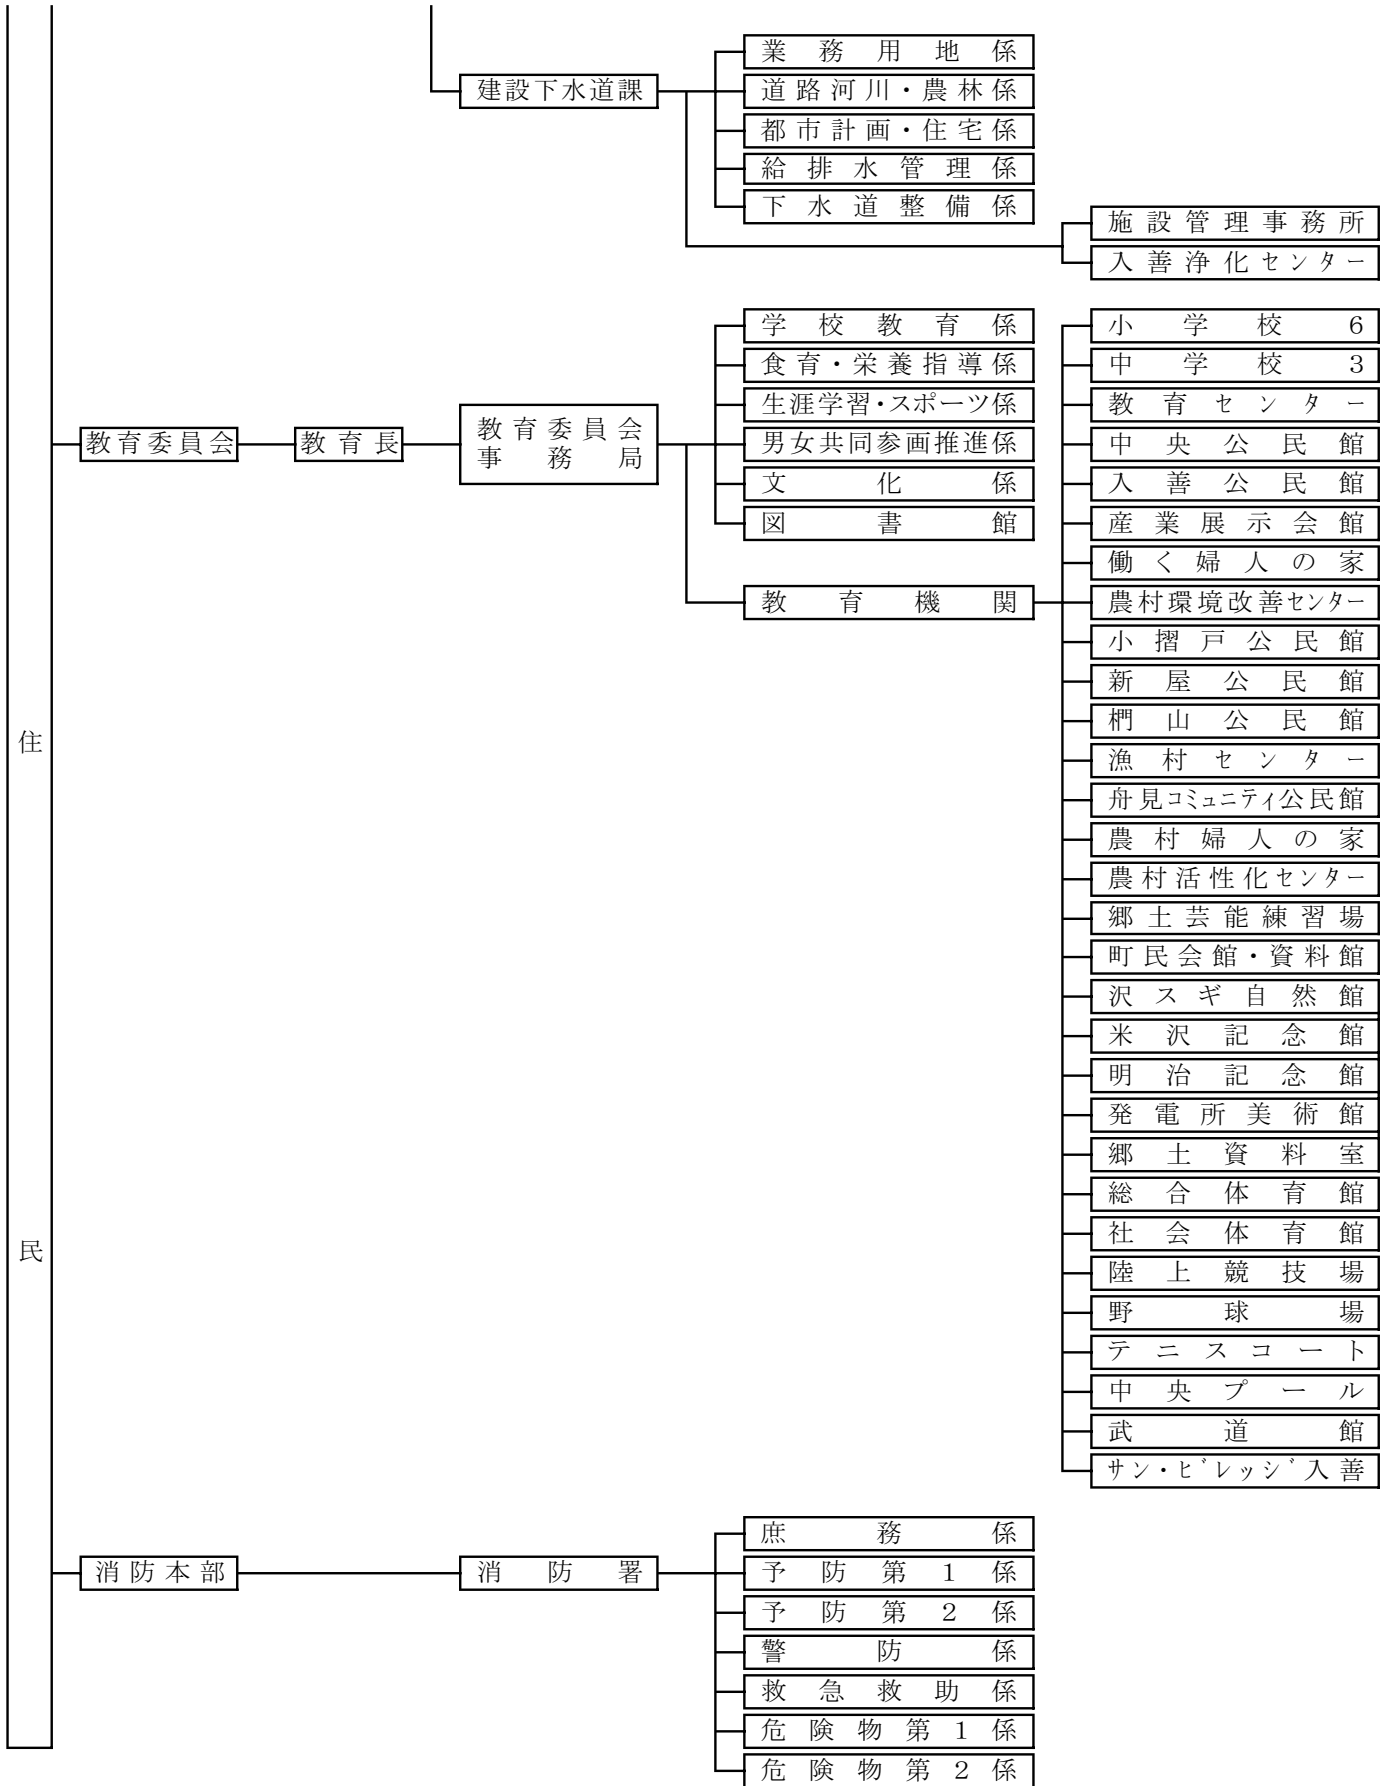 業務用地係
建設下水道課
道路河川・農林係
都市計画・住宅係
給排水管理係
下水道整備係
施設管理事務所
入善浄化センター
学校教育係
食育・栄養指導係
生涯学習・スポーツ係
教育委員会
教育長
教育委員会
事務局
男女共同参画推進係
文化係
図書館
教育機関
小学校 6
中学校 3
教育センター
中央公民館
入善公民館
産業展示会館
働く婦人の家
農村環境改善センター
小摺戸公民館
新屋公民館
椚山公民館
漁村センター
舟見コミュニティ公民館
農村婦人の家
農村活性化センター
郷土芸能練習場
町民会館・資料館
沢スギ自然館
米沢記念館
明治記念館
発電所美術館
郷土資料室
総合体育館
社会体育館
陸上競技場
野球場
テニスコート
中央プール
武道館
サン・ビレッジ入善
住
民
消防本部
消防署
庶務係
予防第1係
予防第2係
警防係
救急救助係
危険物第1係
危険物第2係